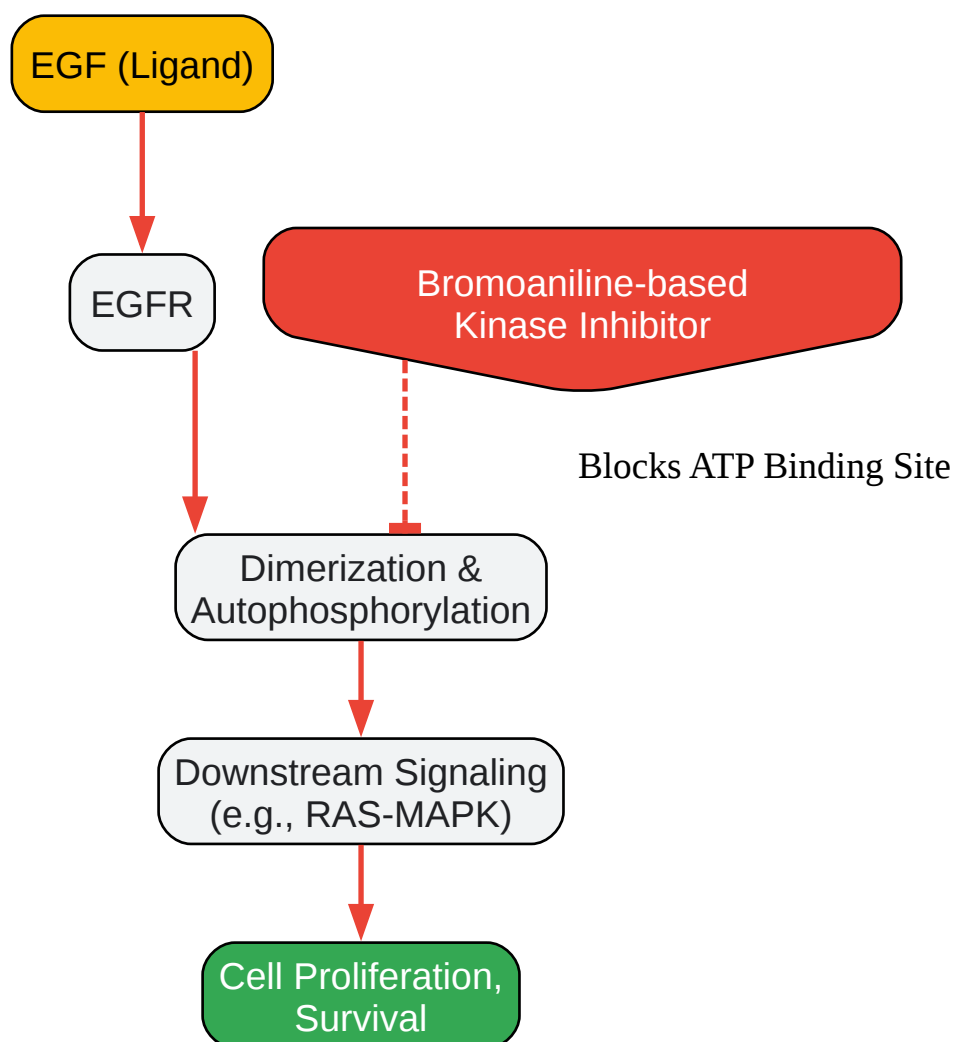 EGF (Ligand)
EGFR
Bromoaniline-based
Kinase Inhibitor
Blocks ATP Binding Site
Dimerization &
Autophosphorylation
Downstream Signaling
(e.g., RAS-MAPK)
Cell Proliferation,
Survival